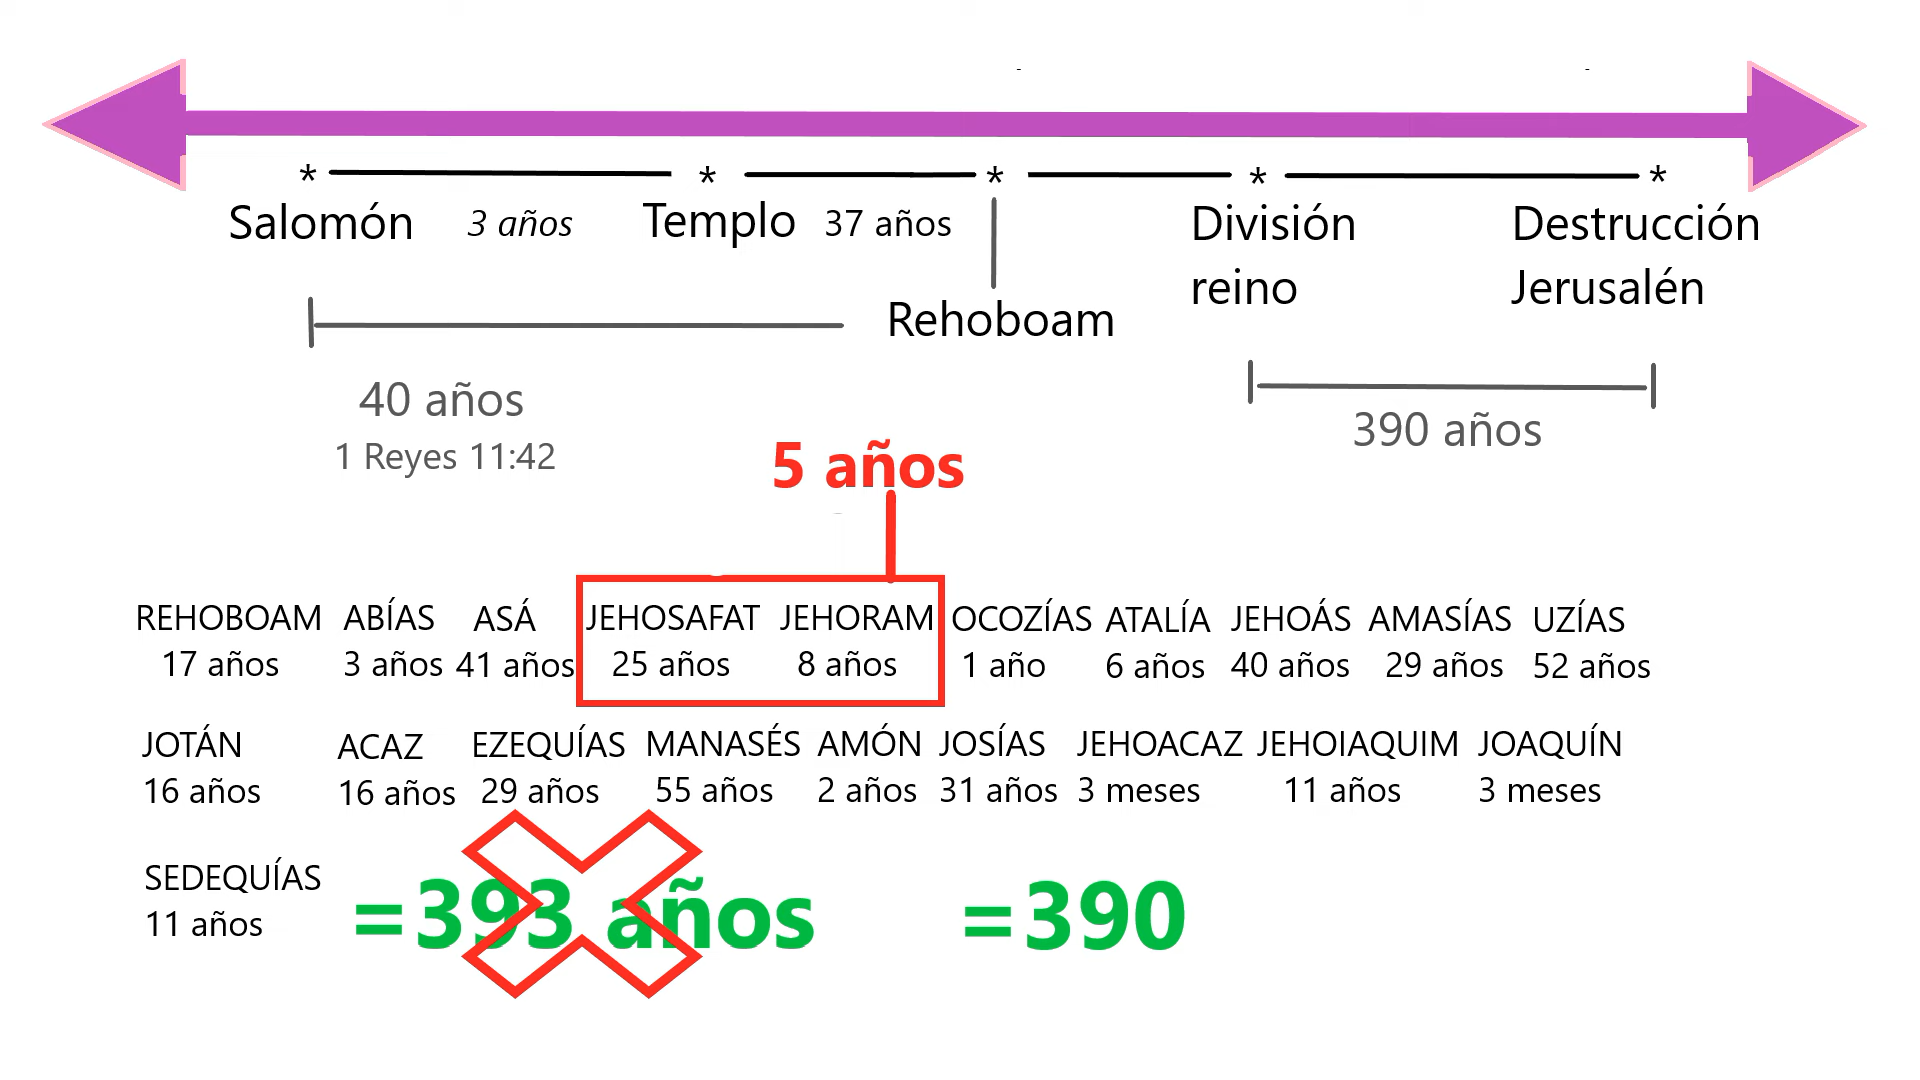 * * * * *
Salomón 3 años Templo 37 años División Destrucción
reino Jerusalén
Rehoboam
40 años
1 Reyes 11:42
390 años
5 años
REHOBOAM ABÍAS ASÁ JEHOSAFAT JEHORAM OCOZÍAS ATALÍA JEHOÁS AMASÍAS UZÍAS
17 años 3 años 41 años 25 años 8 años 1 año 6 años 40 años 29 años 52 años
JOTÁN ACAZ EZEQUÍAS MANASÉS AMÓN JOSÍAS JEHOACAZ JEHOIAQUIM JOAQUÍN
16 años 16 años 29 años 55 años 2 años 31 años 3 meses 11 años 3 meses
SEDEQUÍAS
11 años
=393 años =390